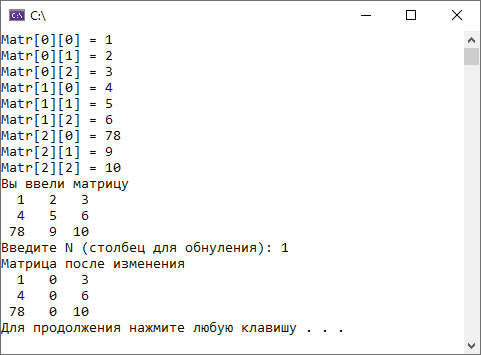 C:\
Matr[0][0] = 1
Matr[0][1] = 2
Matr[0][2] = 3
Matr[1][0] = 4
Matr[1][1] = 5
Matr[1][2] = 6
Matr[2][0] = 78
Matr[2][1] = 9
Matr[2][2] = 10
Вы ввели матрицу
  1   2   3
  4   5   6
 78   9  10
Введите N (столбец для обнуления): 1
Матрица после изменения
  1   0   3
  4   0   6
 78   0  10
Для продолжения нажмите любую клавишу . . .